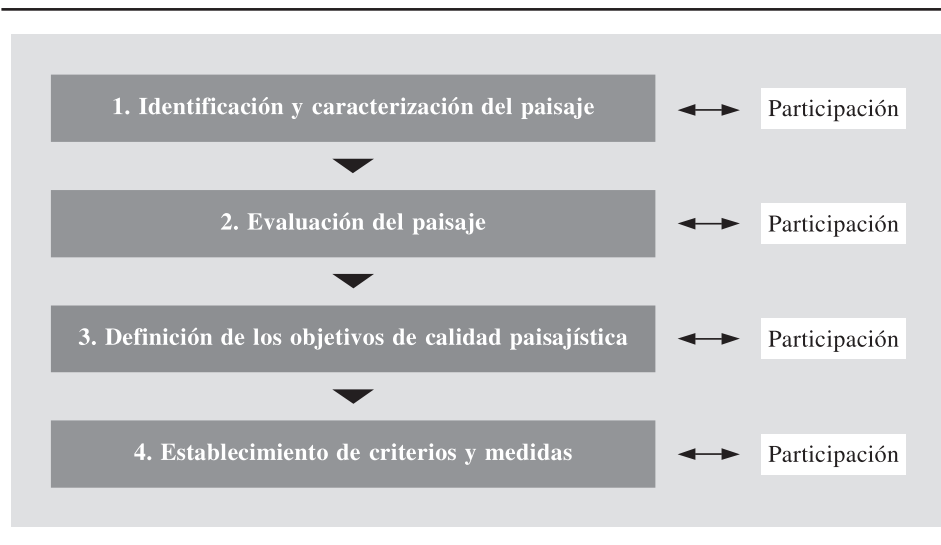 1. Identificación y caracterización del paisaje
Participación
2. Evaluación del paisaje
Participación
3. Definición de los objetivos de calidad paisajística
Participación
4. Establecimiento de criterios y medidas
Participación